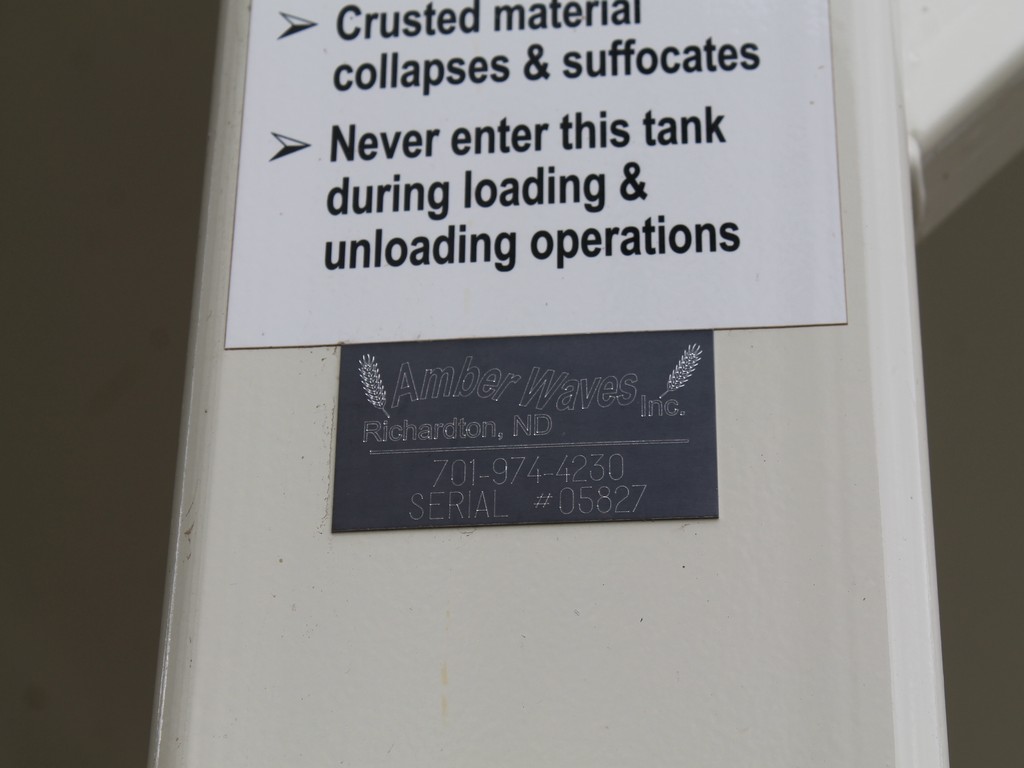 ➢ Crusted material
collapses & suffocates
➢ Never enter this tank
during loading &
unloading operations
Amber Waves Inc.
Richardton, ND
701-974-4230
SERIAL #05827